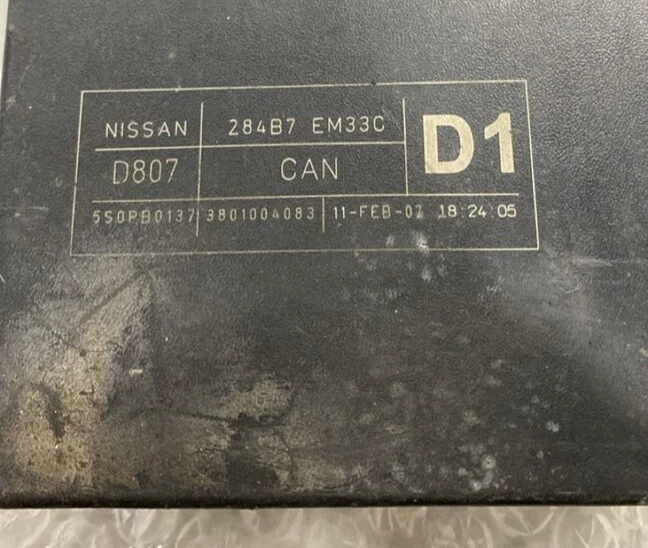 NISSAN 284B7 EM33C D1
D807 CAN
5S0PB0137 3801004083 11-FEB-07 18:24:05